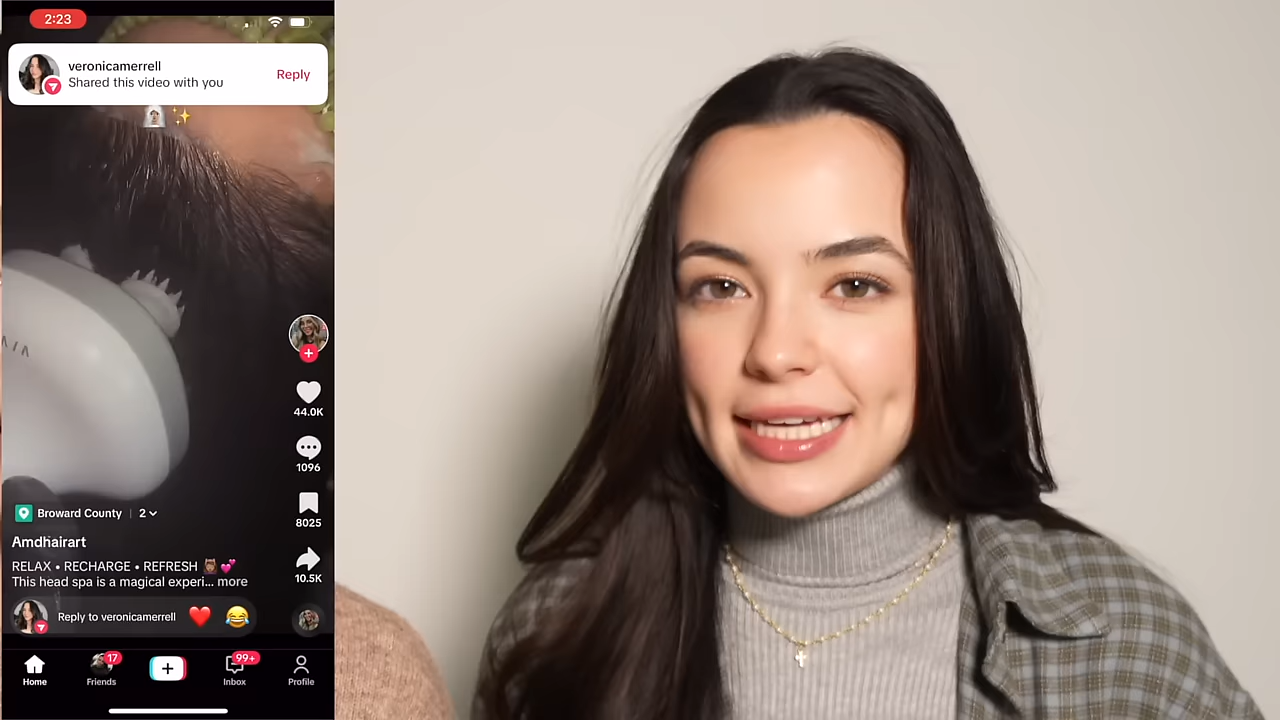 2:23
veronicamerrell
Shared this video with you
Reply
44.0K
1096
8025
10.5K
Broward County | 2
Amdhairart
RELAX • RECHARGE • REFRESH 💆🏽‍♀️💕
This head spa is a magical experi... more
Reply to veronicamerrell ❤️ 😂
17
99+
Home
Friends
Inbox
Profile